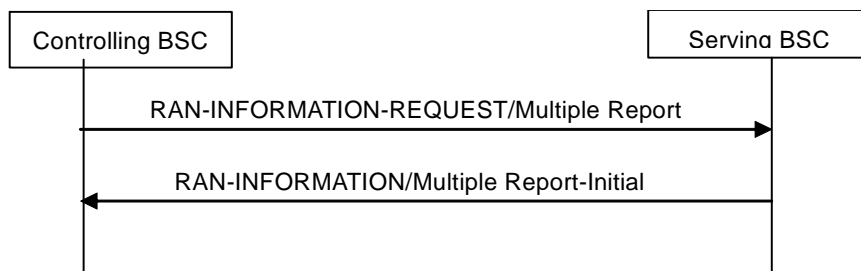 Controlling BSC
Serving BSC
RAN-INFORMATION-REQUEST/Multiple Report
RAN-INFORMATION/Multiple Report-Initial